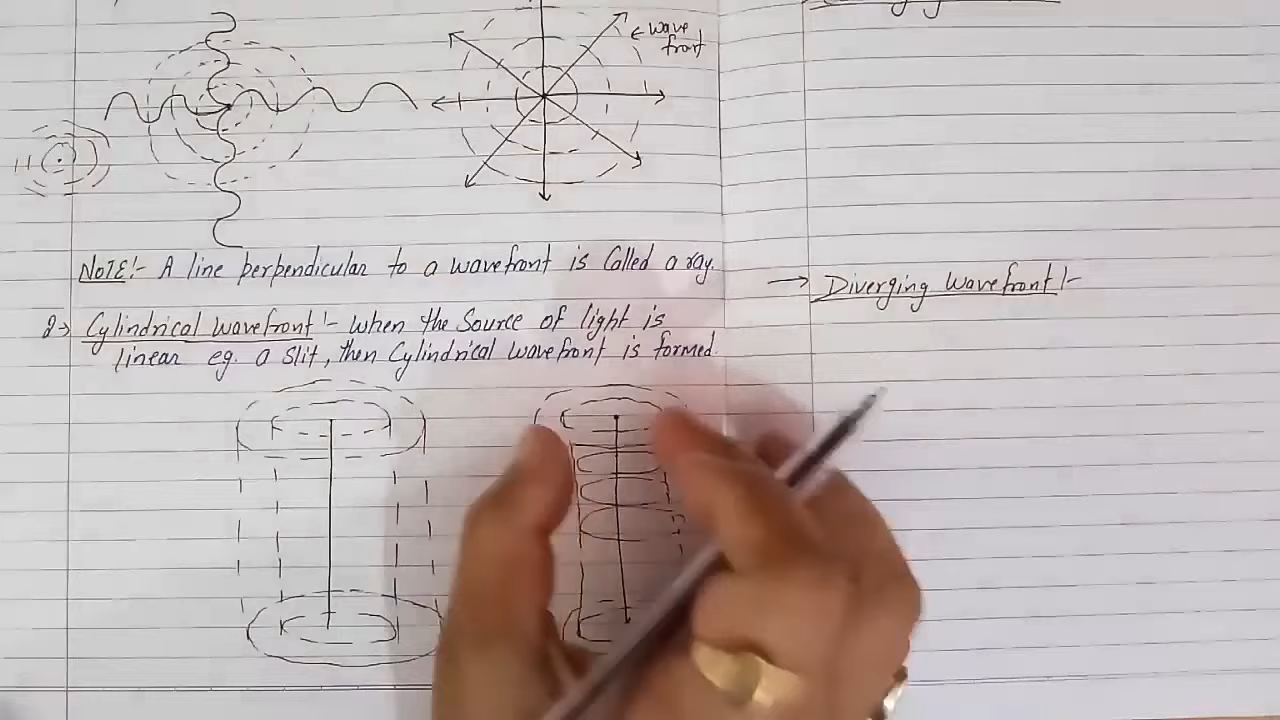 ← wave
front
NOTE:- A line perpendicular to a wavefront is Called a ray.
2→ Cylindrical Wavefront :- When the Source of light is
linear eg. a Slit, then Cylindrical Wavefront is formed.
→ Diverging Wavefront :-